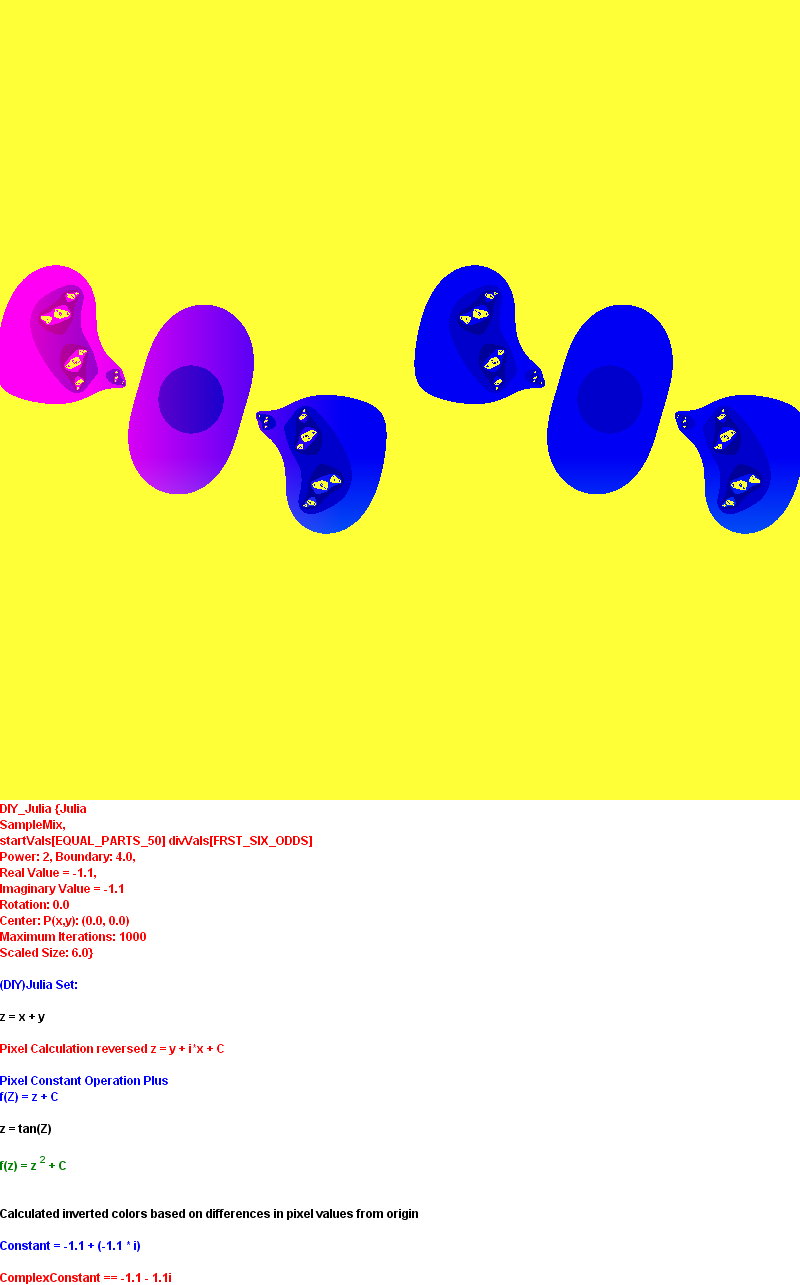 DIY_Julia {Julia
SampleMix,
startVals[EQUAL_PARTS_50] divVals[FRST_SIX_ODDS]
Power: 2, Boundary: 4.0,
Real Value = -1.1,
Imaginary Value = -1.1
Rotation: 0.0
Center: P(x,y): (0.0, 0.0)
Maximum Iterations: 1000
Scaled Size: 6.0}
(DIY)Julia Set:
z = x + y
Pixel Calculation reversed z = y + i*x + C
Pixel Constant Operation Plus
f(Z) = z + C
z = tan(Z)
f(z) = z ² + C
Calculated inverted colors based on differences in pixel values from origin
Constant = -1.1 + (-1.1 * i)
ComplexConstant == -1.1 - 1.1i